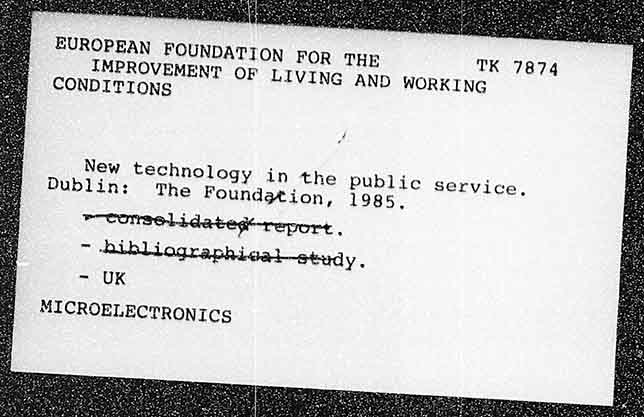 EUROPEAN FOUNDATION FOR THE TK 7874
IMPROVEMENT OF LIVING AND WORKING
CONDITIONS
New technology in the public service.
Dublin: The Foundation, 1985.
- consolidated report.
- bibliographical study.
- UK
MICROELECTRONICS